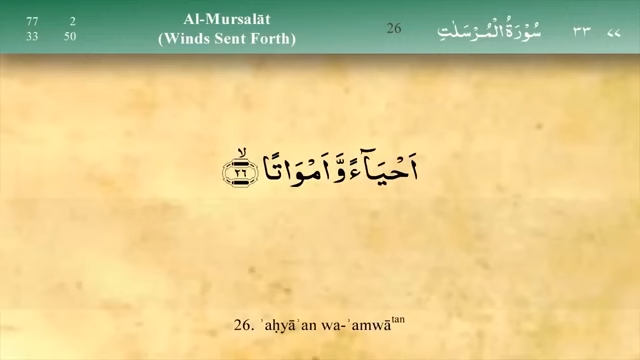 77 2 Al-Mursalāt
33 50 (Winds Sent Forth) 26 سُوْرَةُ الْمُرْسَلٰتِ ٣٣ ٧٧
اَحْيَآءً وَّاَمْوَاتًا ۙ ٢٦
26. ʾaḥyāʾan wa-ʾamwātan